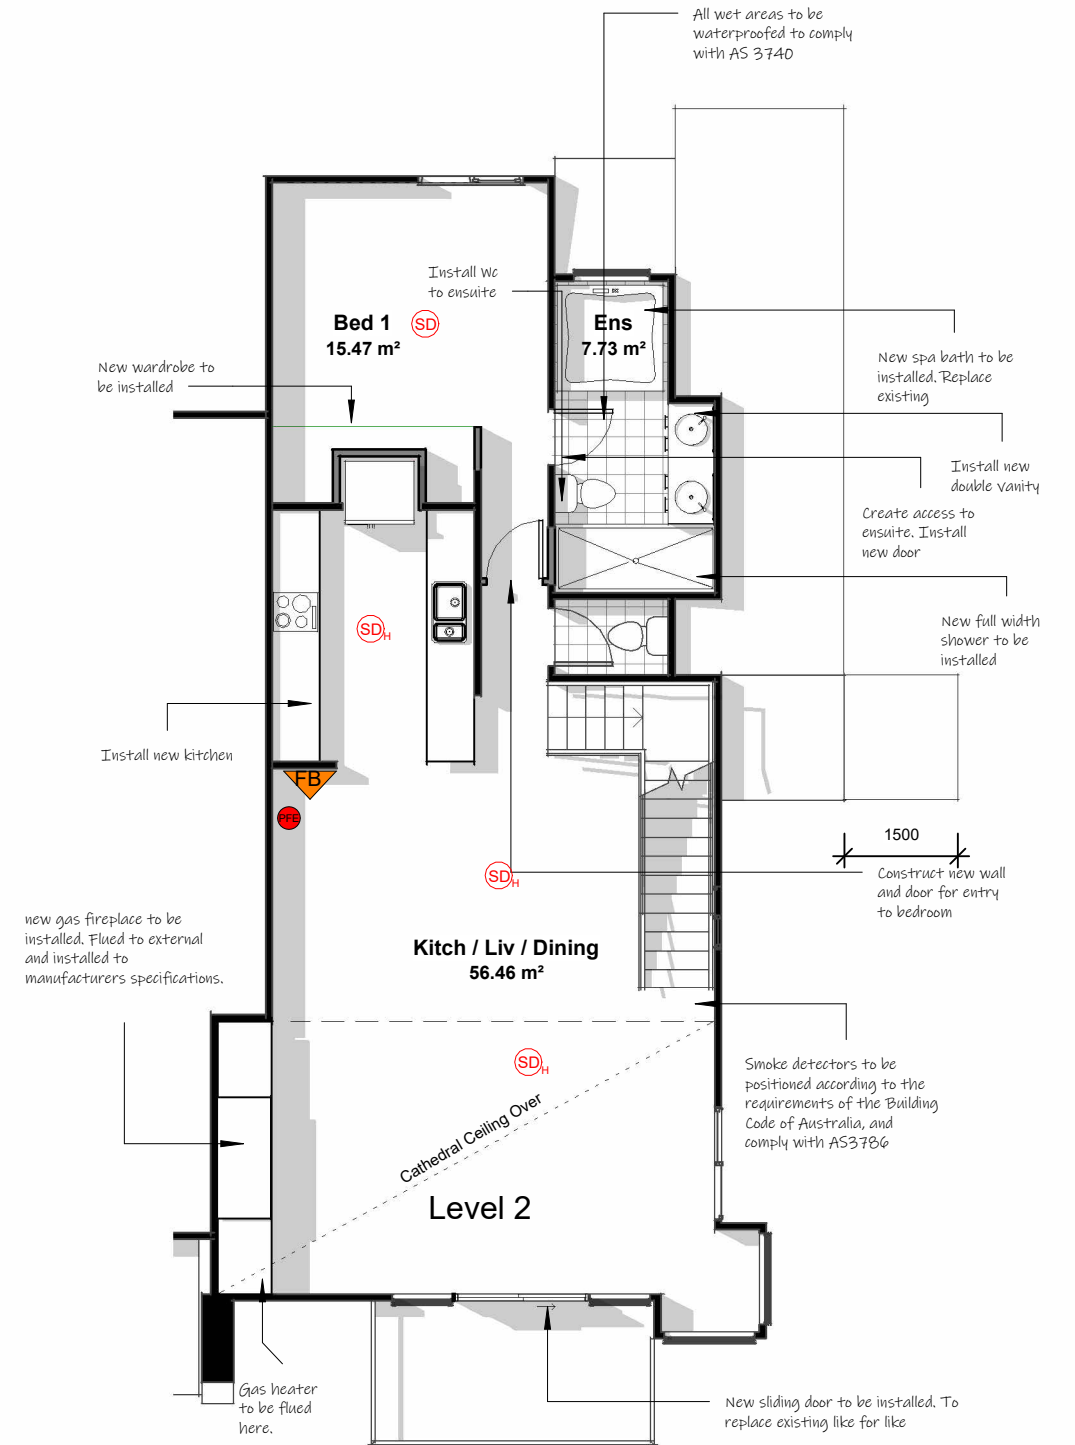 All wet areas to be
waterproofed to comply
with AS 3740
Install wc
to ensuite
Bed 1
15.47 m²
SD
Ens
7.73 m²
New wardrobe to
be installed
New spa bath to be
installed. Replace
existing
Install new
double vanity
Create access to
ensuite. Install
new door
SDH
New full width
shower to be
installed
Install new kitchen
FB
PFE
1500
SDH
Construct new wall
and door for entry
to bedroom
new gas fireplace to be
installed. Flued to external
and installed to
manufacturers specifications.
Kitch / Liv / Dining
56.46 m²
SDH
Smoke detectors to be
positioned according to the
requirements of the Building
Code of Australia, and
comply with AS3786
Cathedral Ceiling Over
Level 2
Gas heater
to be flued
here.
New sliding door to be installed. To
replace existing like for like